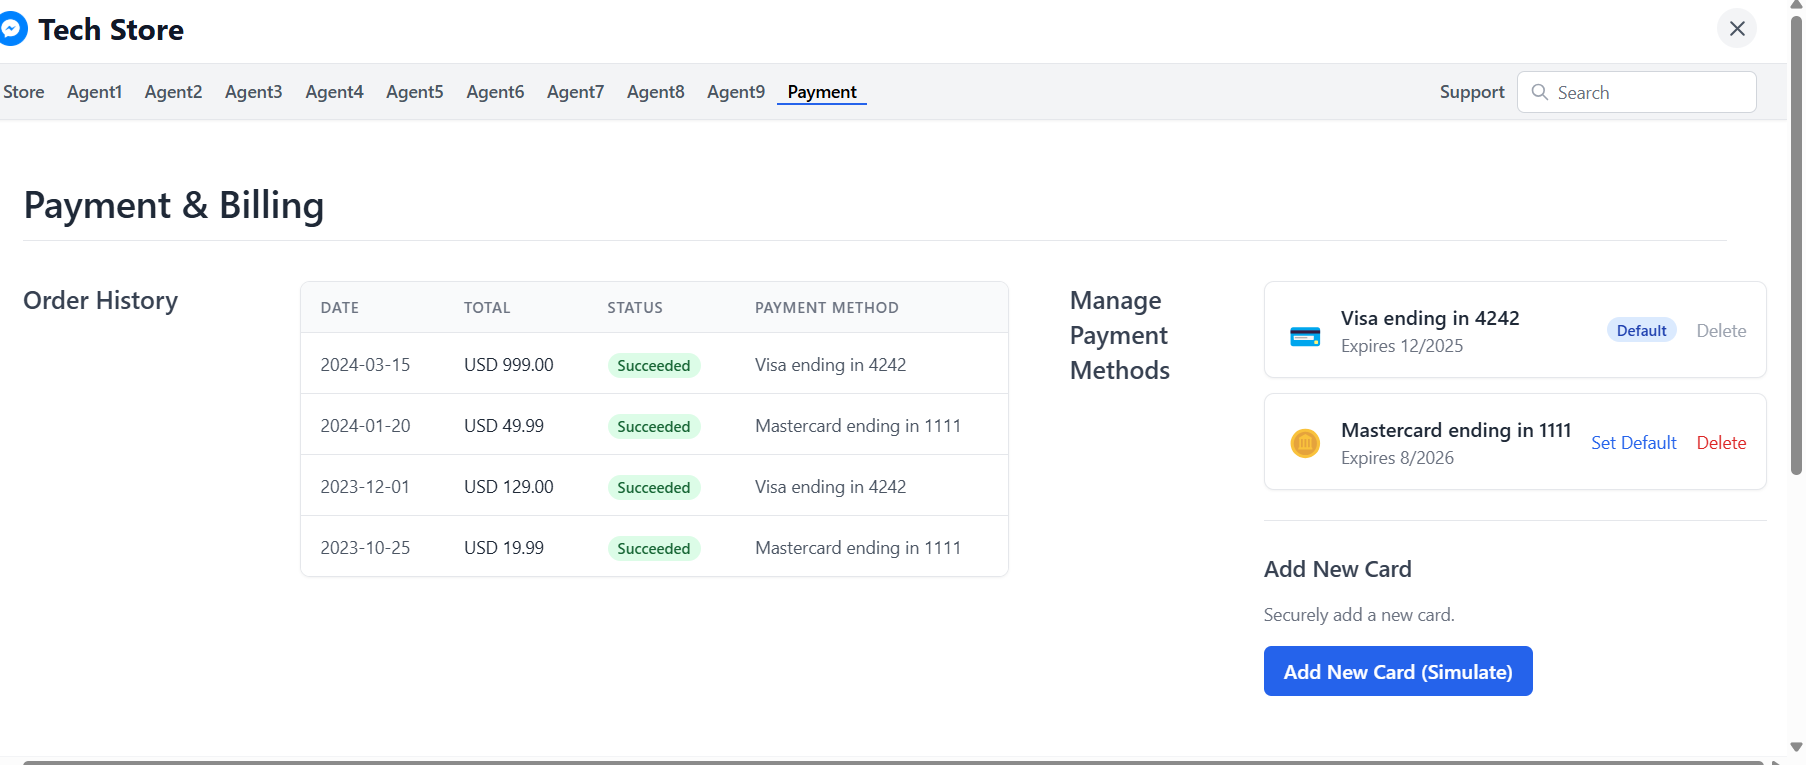 Tech Store
Store Agent1 Agent2 Agent3 Agent4 Agent5 Agent6 Agent7 Agent8 Agent9 Payment Support Search
Payment & Billing
Order History
DATE TOTAL STATUS PAYMENT METHOD
2024-03-15 USD 999.00 Succeeded Visa ending in 4242
2024-01-20 USD 49.99 Succeeded Mastercard ending in 1111
2023-12-01 USD 129.00 Succeeded Visa ending in 4242
2023-10-25 USD 19.99 Succeeded Mastercard ending in 1111
Manage
Payment
Methods
Visa ending in 4242
Expires 12/2025
Default Delete
Mastercard ending in 1111
Expires 8/2026
Set Default Delete
Add New Card
Securely add a new card.
Add New Card (Simulate)